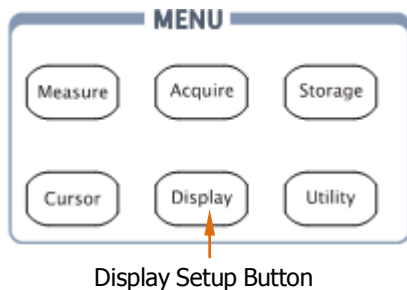 MENU
Measure Acquire Storage
Cursor Display Utility
Display Setup Button